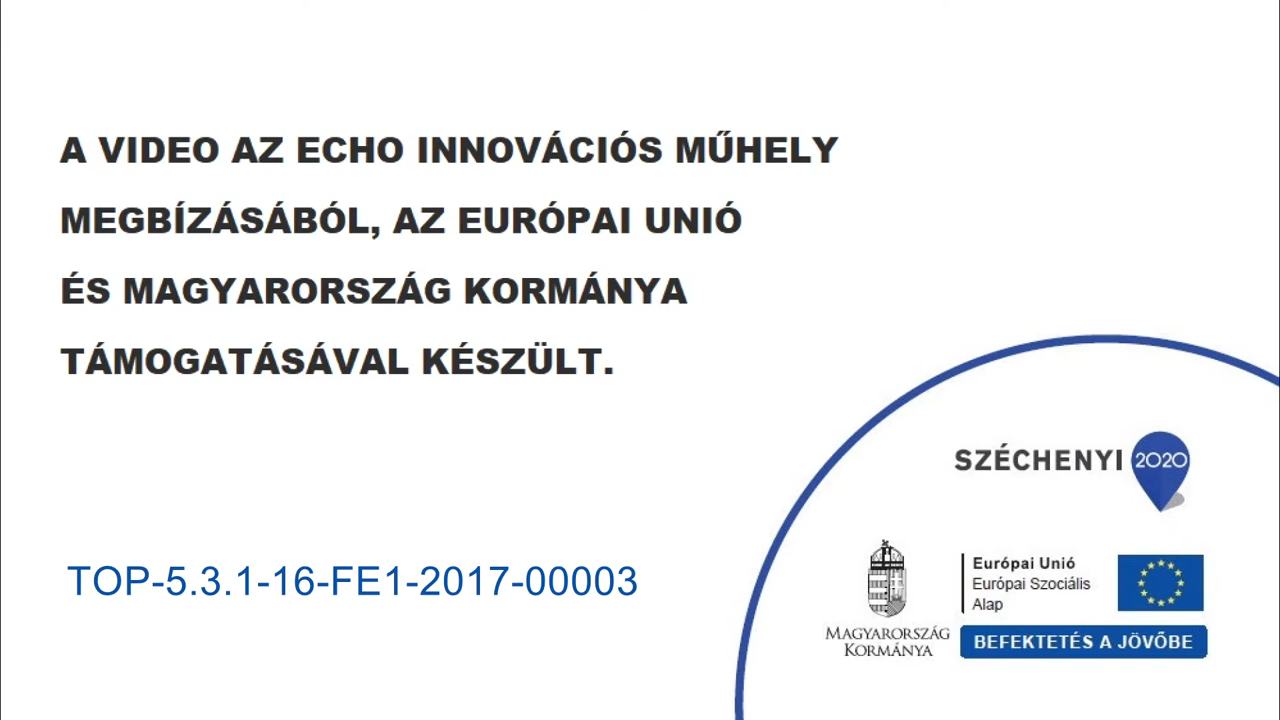 A VIDEO AZ ECHO INNOVÁCIÓS MŰHELY
MEGBÍZÁSÁBÓL, AZ EURÓPAI UNIÓ
ÉS MAGYARORSZÁG KORMÁNYA
TÁMOGATÁSÁVAL KÉSZÜLT.
SZÉCHENYI 2020
TOP-5.3.1-16-FE1-2017-00003
MAGYARORSZÁG
KORMÁNYA
Európai Unió
Európai Szociális
Alap
BEFEKTETÉS A JÖVŐBE